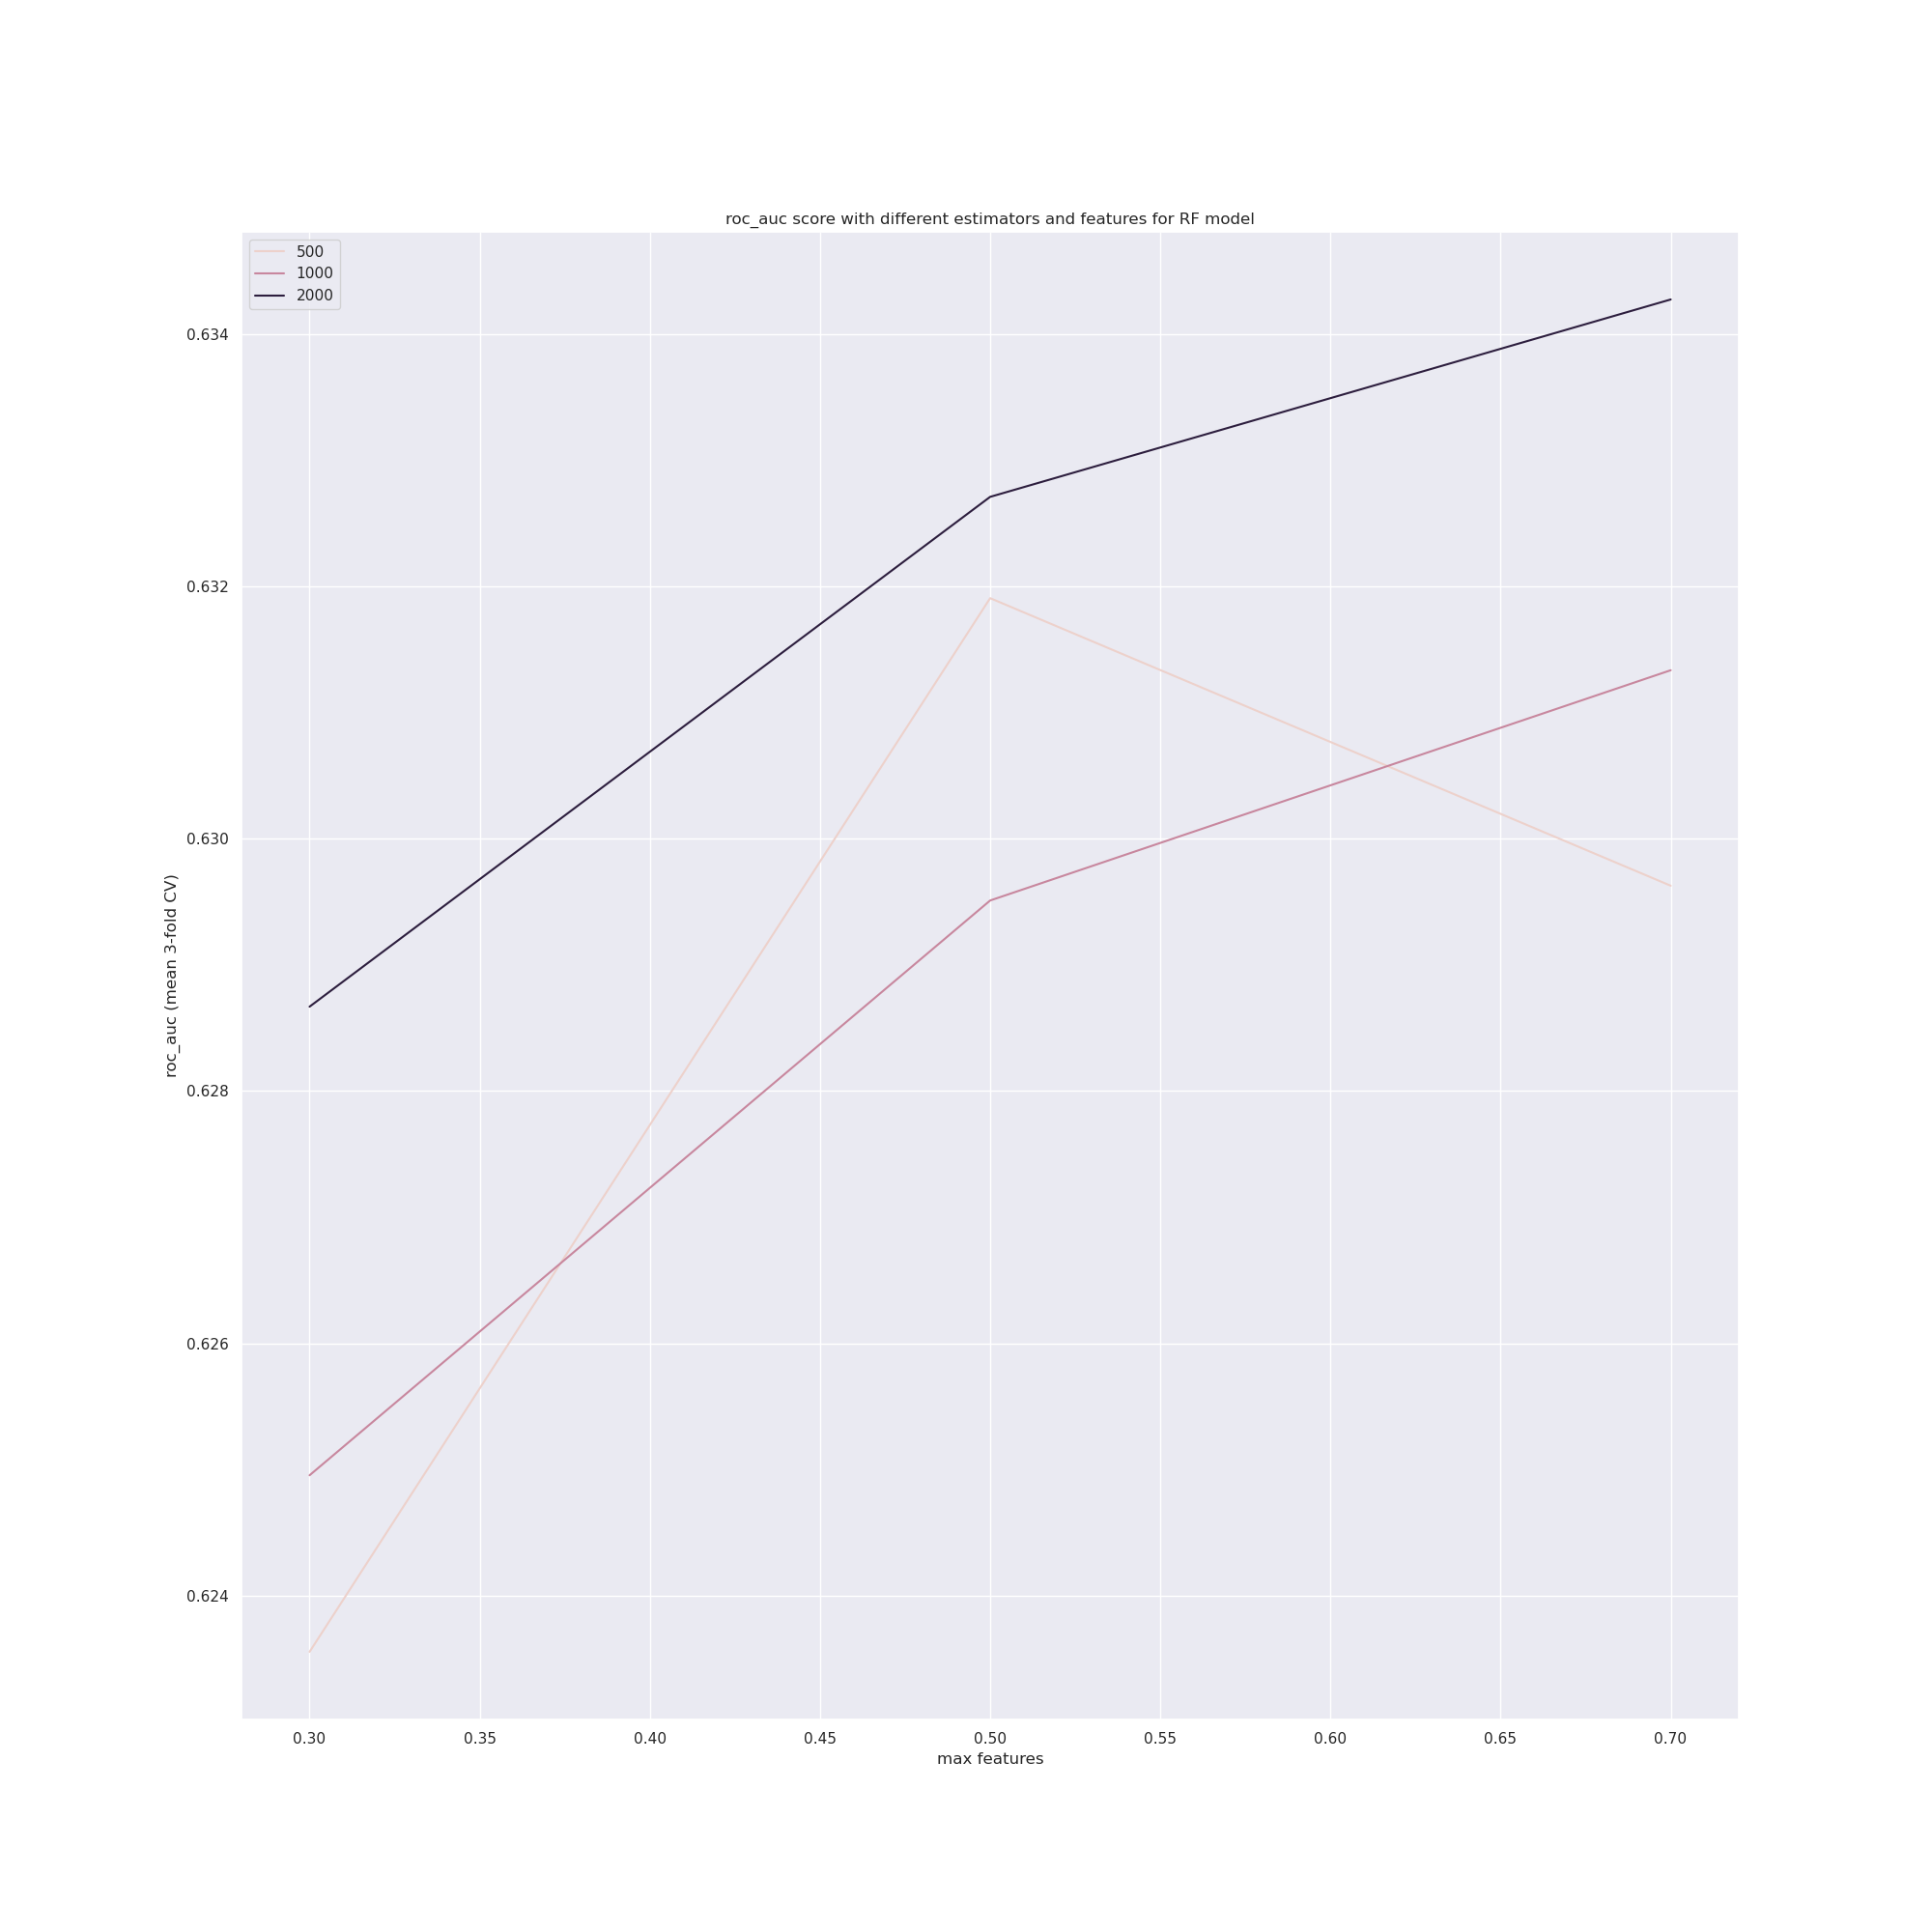 roc_auc score with different estimators and features for RF model
500
1000
2000
0.634
0.632
0.630
0.628
0.626
0.624
roc_auc (mean 3-fold CV)
0.30 0.35 0.40 0.45 0.50 0.55 0.60 0.65 0.70
max features